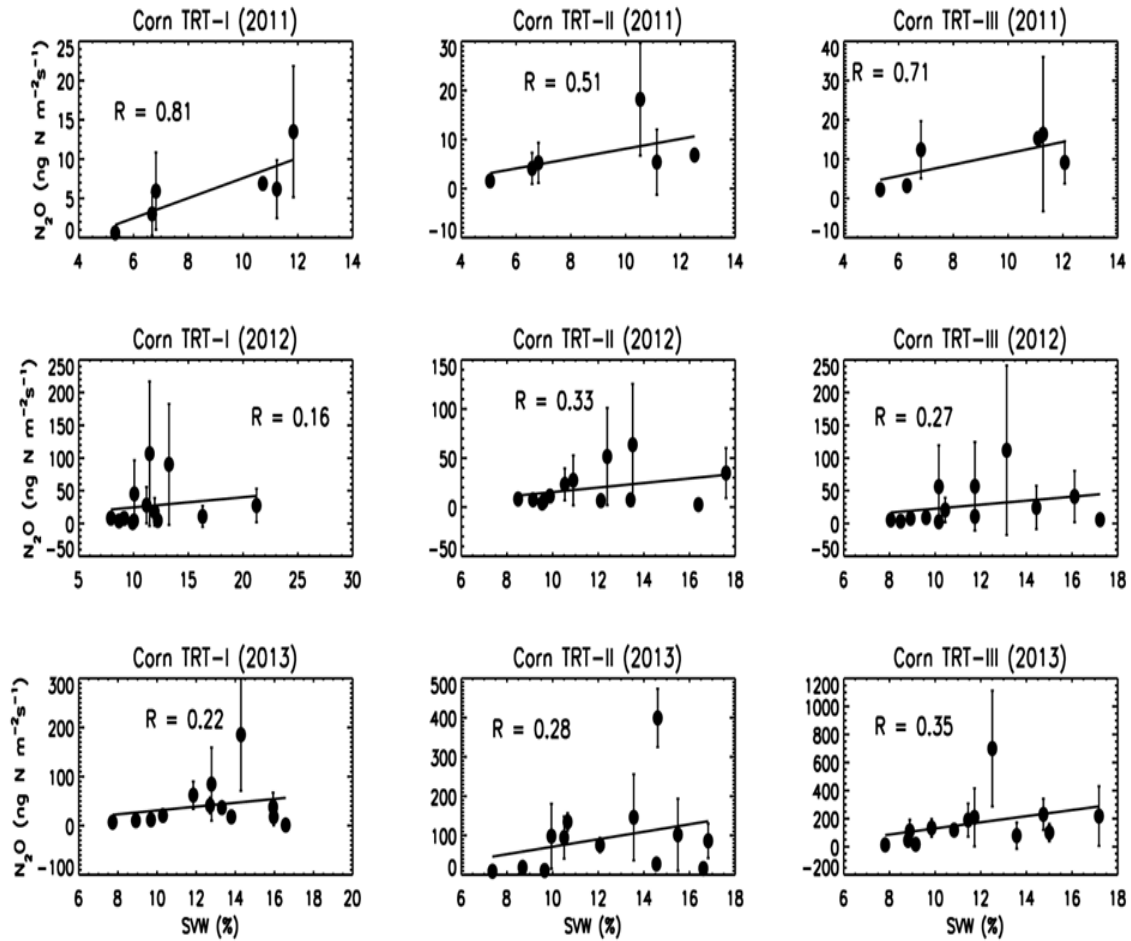 Corn TRT-I (2011) Corn TRT-II (2011) Corn TRT-III (2011)
N₂O (ng N m⁻²s⁻¹)
25 30 40
20 30
R = 0.81 R = 0.51 R = 0.71
15 20 20
10 10 10
5 0 0
0 -10 -10
4 6 8 10 12 14 4 6 8 10 12 14 4 6 8 10 12 14
Corn TRT-I (2012) Corn TRT-II (2012) Corn TRT-III (2012)
N₂O (ng N m⁻²s⁻¹)
250 150 250
200 100 200
R = 0.16 R = 0.33 R = 0.27
150 50 150
100 0 100
50 -50 50
0 0
-50 -50
10 15 20 25 30 6 8 10 12 14 16 18 6 8 10 12 14 16 18
Corn TRT-I (2013) Corn TRT-II (2013) Corn TRT-III (2013)
N₂O (ng N m⁻²s⁻¹)
300 500 1200
200 400 1000
R = 0.22 R = 0.28 R = 0.35
100 300 800
0 200 600
-100 100 400
0 200
0
-200
6 8 10 12 14 16 18 20 6 8 10 12 14 16 18 6 8 10 12 14 16 18
SVW (%) SVW (%) SVW (%)